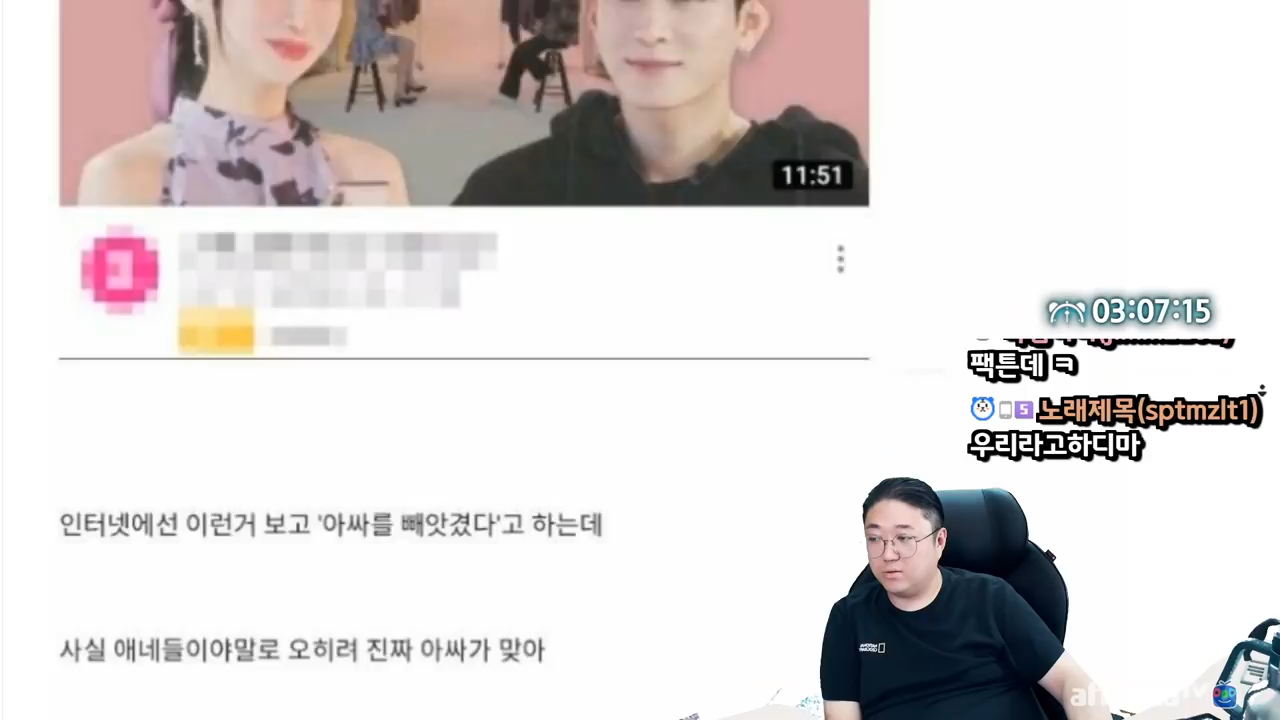 11:51
03:07:15
팩튼데 ㅋ
5 노래제목(sptmzlt1)
우리라고하디마
인터넷에선 이런거 보고 '아싸를 빼앗겼다'고 하는데
사실 애네들이야말로 오히려 진짜 아싸가 맞아